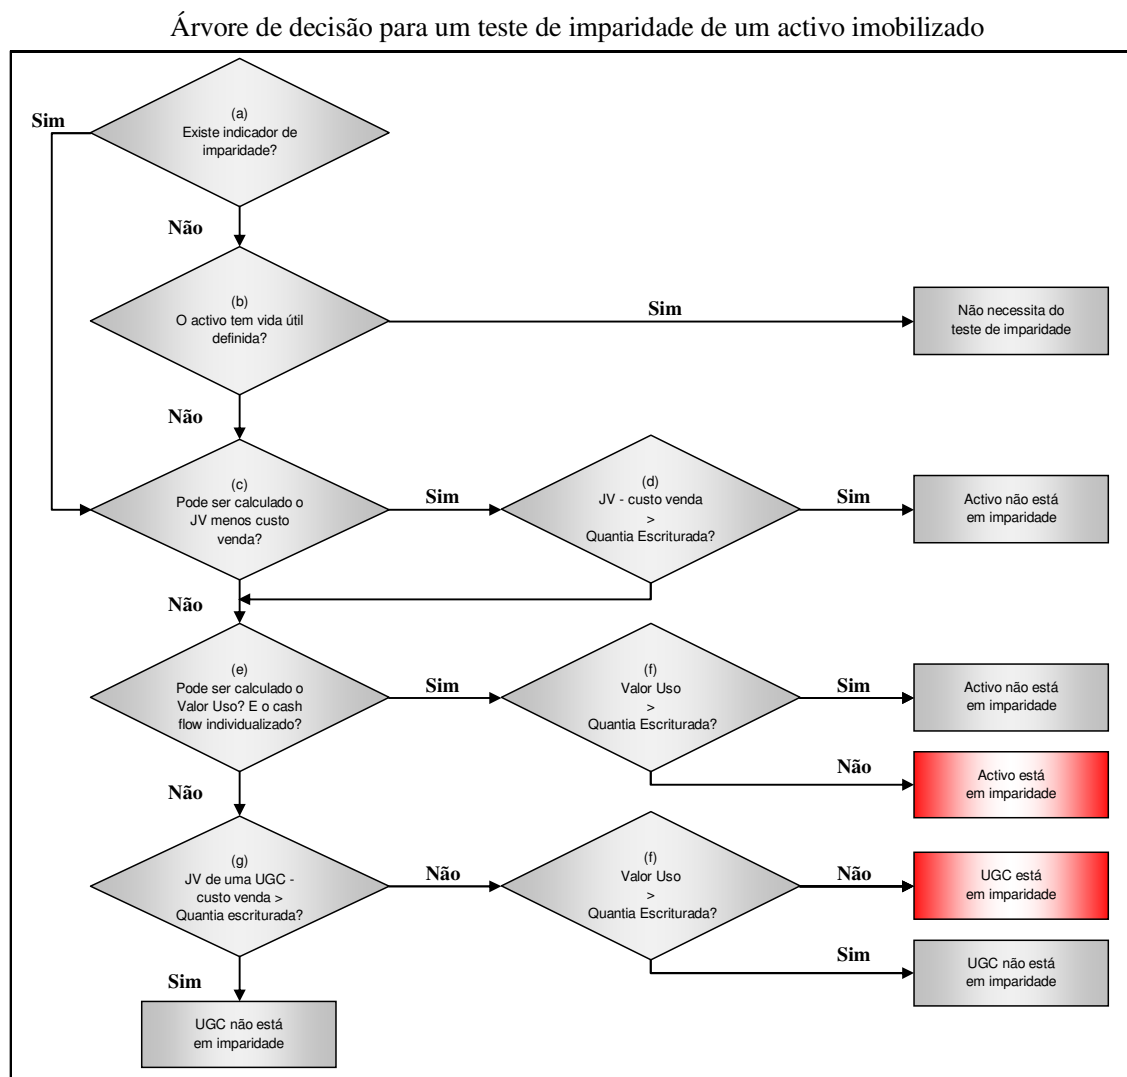 Árvore de decisão para um teste de imparidade de um activo imobilizado
Sim
(a)
Existe indicador de
imparidade?
Não
(b)
O activo tem vida útil
definida?
Sim
Não necessita do
teste de imparidade
Não
(c)
Pode ser calculado o
JV menos custo
venda?
Sim
(d)
JV - custo venda
>
Quantia Escriturada?
Sim
Activo não está
em imparidade
Não
(e)
Pode ser calculado o
Valor Uso? E o cash
flow individualizado?
Sim
(f)
Valor Uso
>
Quantia Escriturada?
Sim
Activo não está
em imparidade
Não
Activo está
em imparidade
Não
(g)
JV de uma UGC -
custo venda >
Quantia escriturada?
Não
(f)
Valor Uso
>
Quantia Escriturada?
Não
UGC está
em imparidade
Sim
UGC não está
em imparidade
Sim
UGC não está
em imparidade